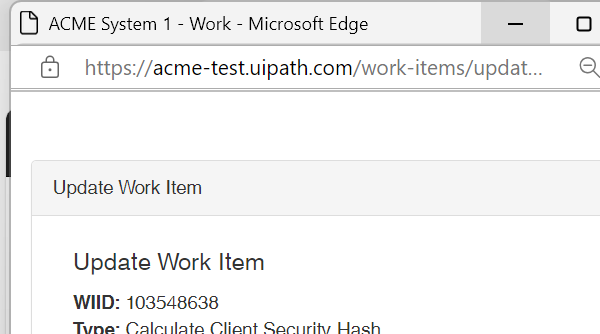 ACME System 1 - Work - Microsoft Edge
https://acme-test.uipath.com/work-items/updat...
Update Work Item
Update Work Item
WIID: 103548638
Type: Calculate Client Security Hash